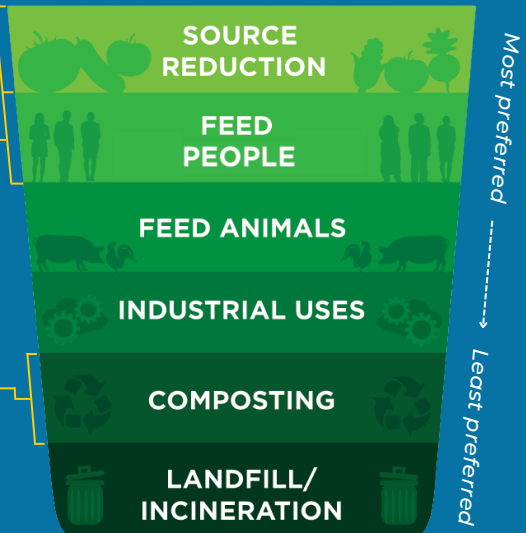 SOURCE
REDUCTION
FEED
PEOPLE
FEED ANIMALS
INDUSTRIAL USES
COMPOSTING
LANDFILL/
INCINERATION
Most preferred
Least preferred